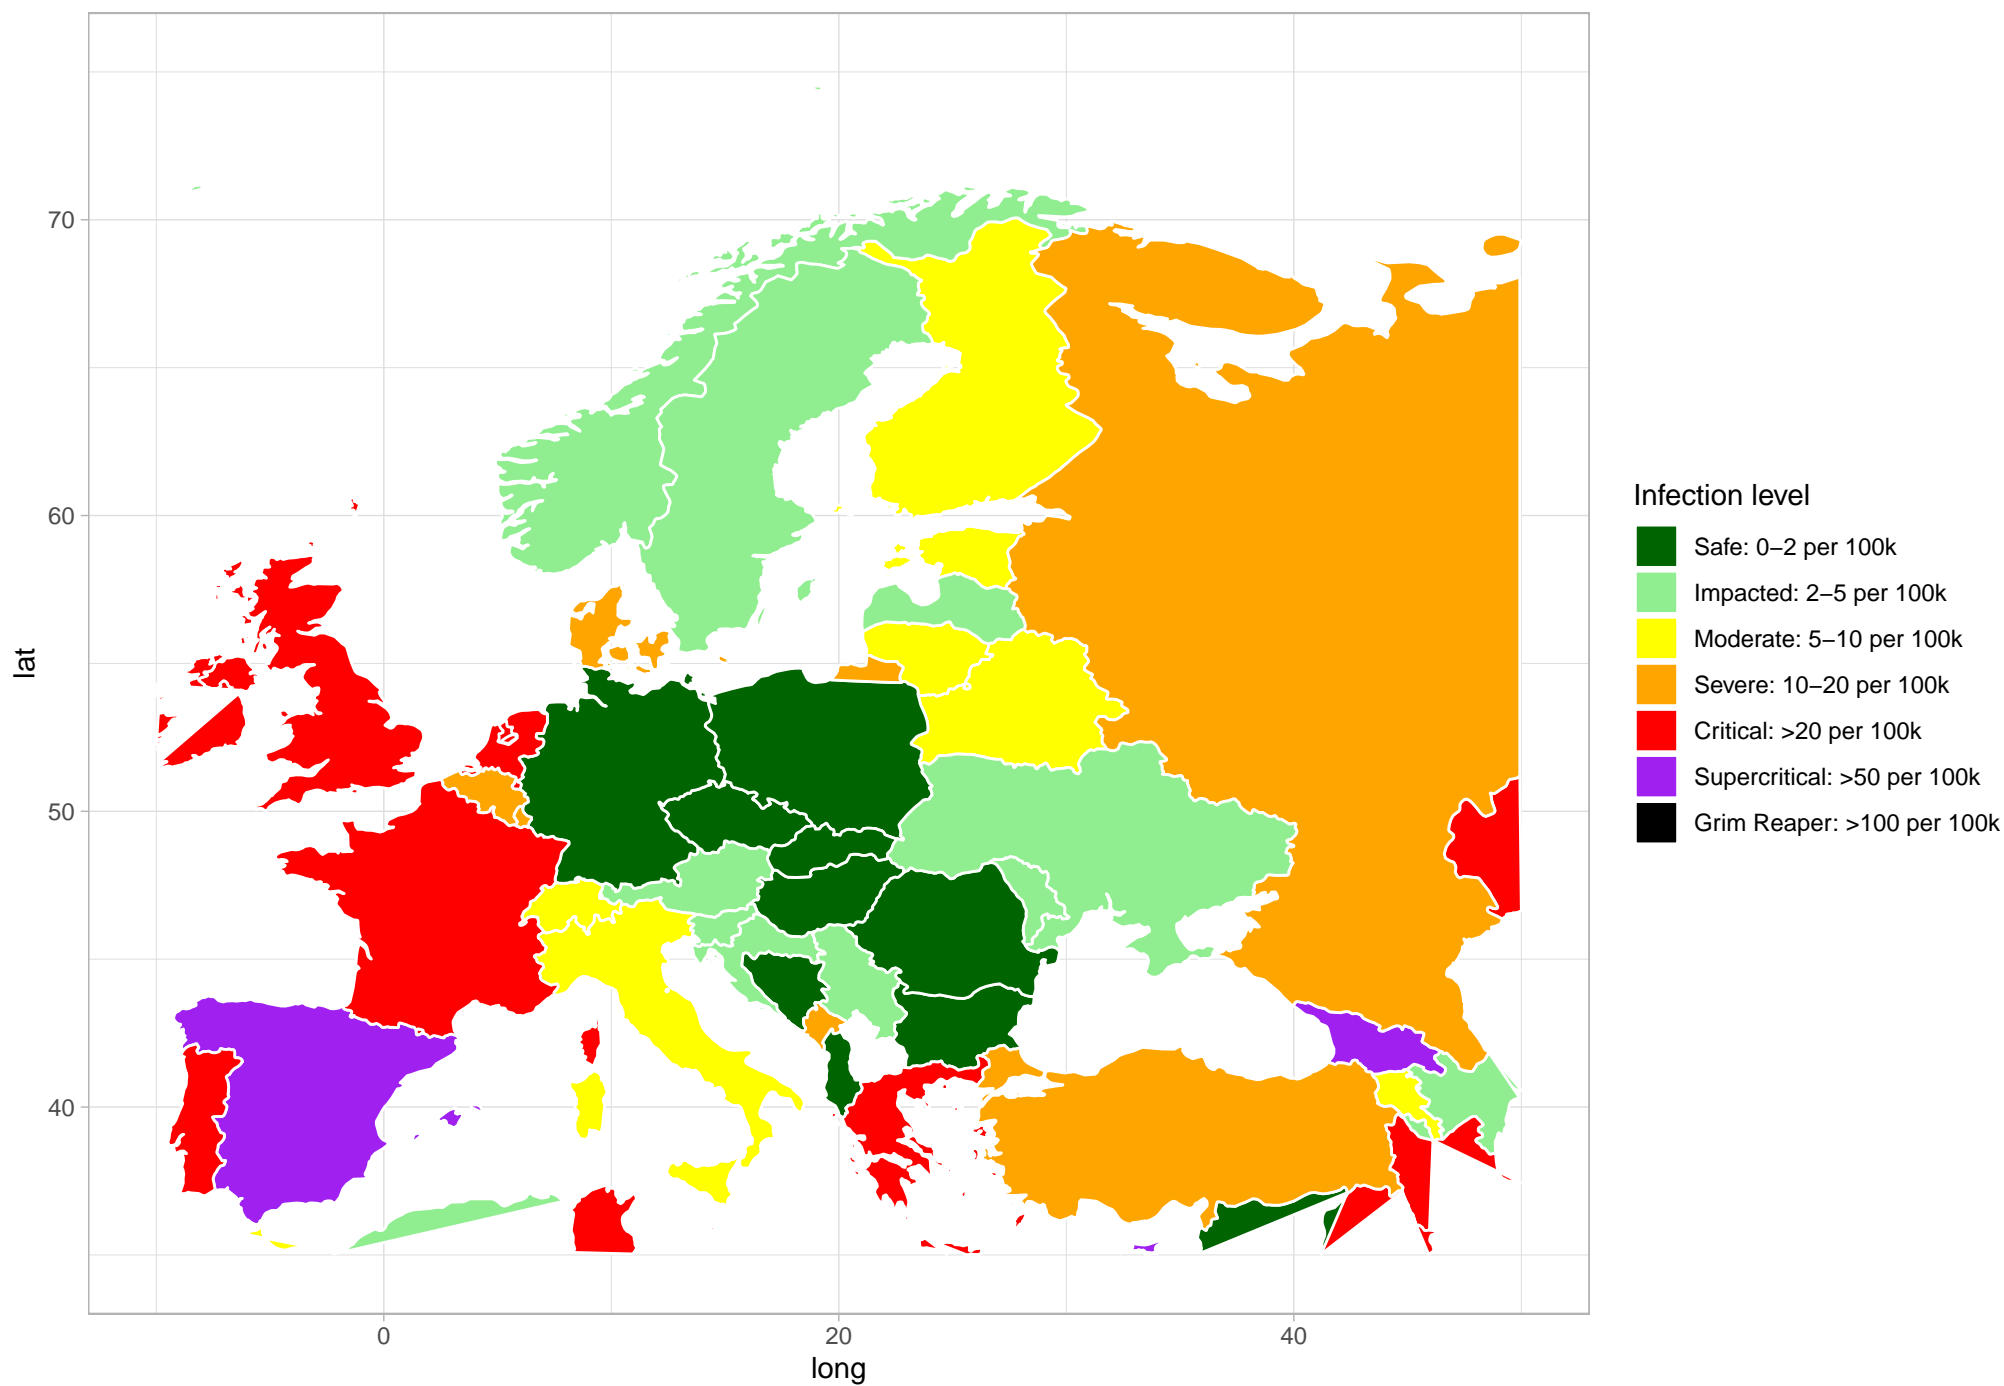 70
60
50
40
lat
0
20
40
long
Infection level
Safe: 0–2 per 100k
Impacted: 2–5 per 100k
Moderate: 5–10 per 100k
Severe: 10–20 per 100k
Critical: >20 per 100k
Supercritical: >50 per 100k
Grim Reaper: >100 per 100k